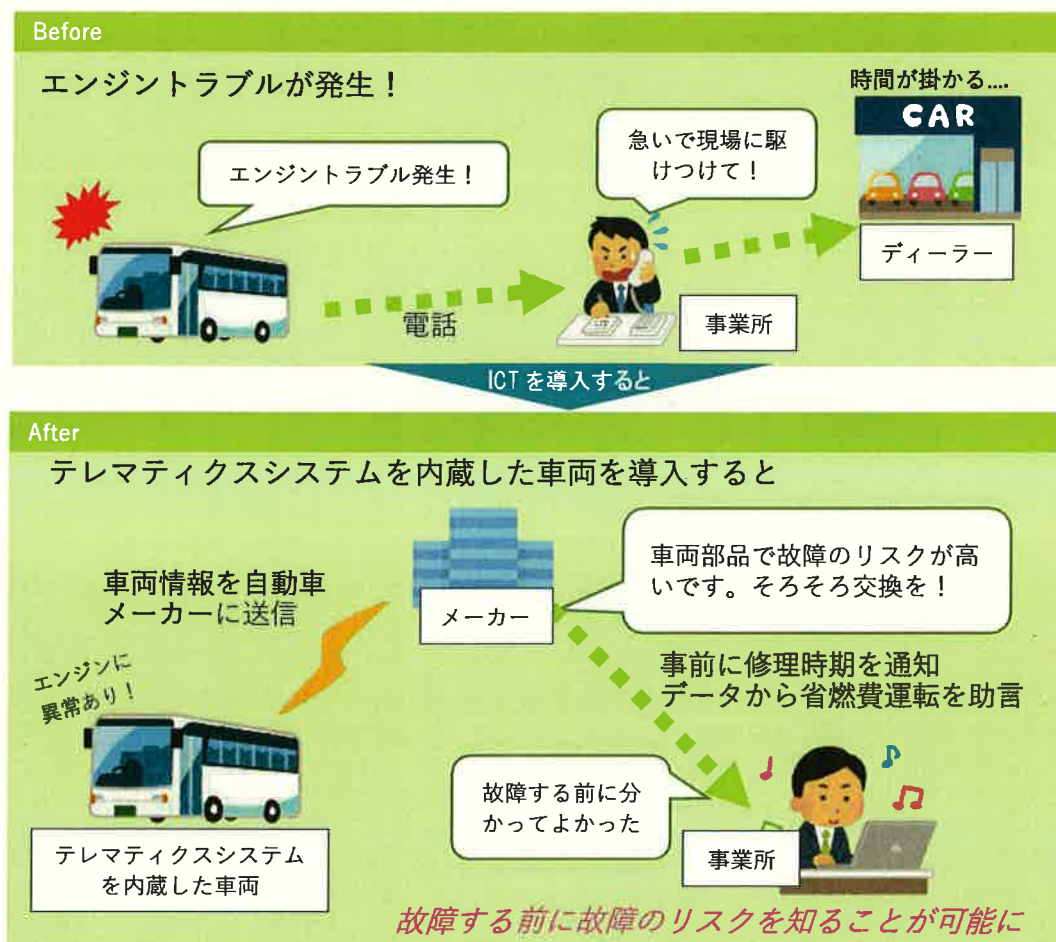 Before
エンジントラブルが発生！
時間が掛かる....
CAR
エンジントラブル発生！
急いで現場に駆
けつけて！
ディーラー
電話
事業所
ICTを導入すると
After
テレマティクスシステムを内蔵した車両を導入すると
車両情報を自動車
メーカーに送信
メーカー
車両部品で故障のリスクが高
いです。そろそろ交換を！
エンジンに
異常あり！
事前に修理時期を通知
データから省燃費運転を助言
故障する前に分
かってよかった
テレマティクスシステム
を内蔵した車両
事業所
故障する前に故障のリスクを知ることが可能に